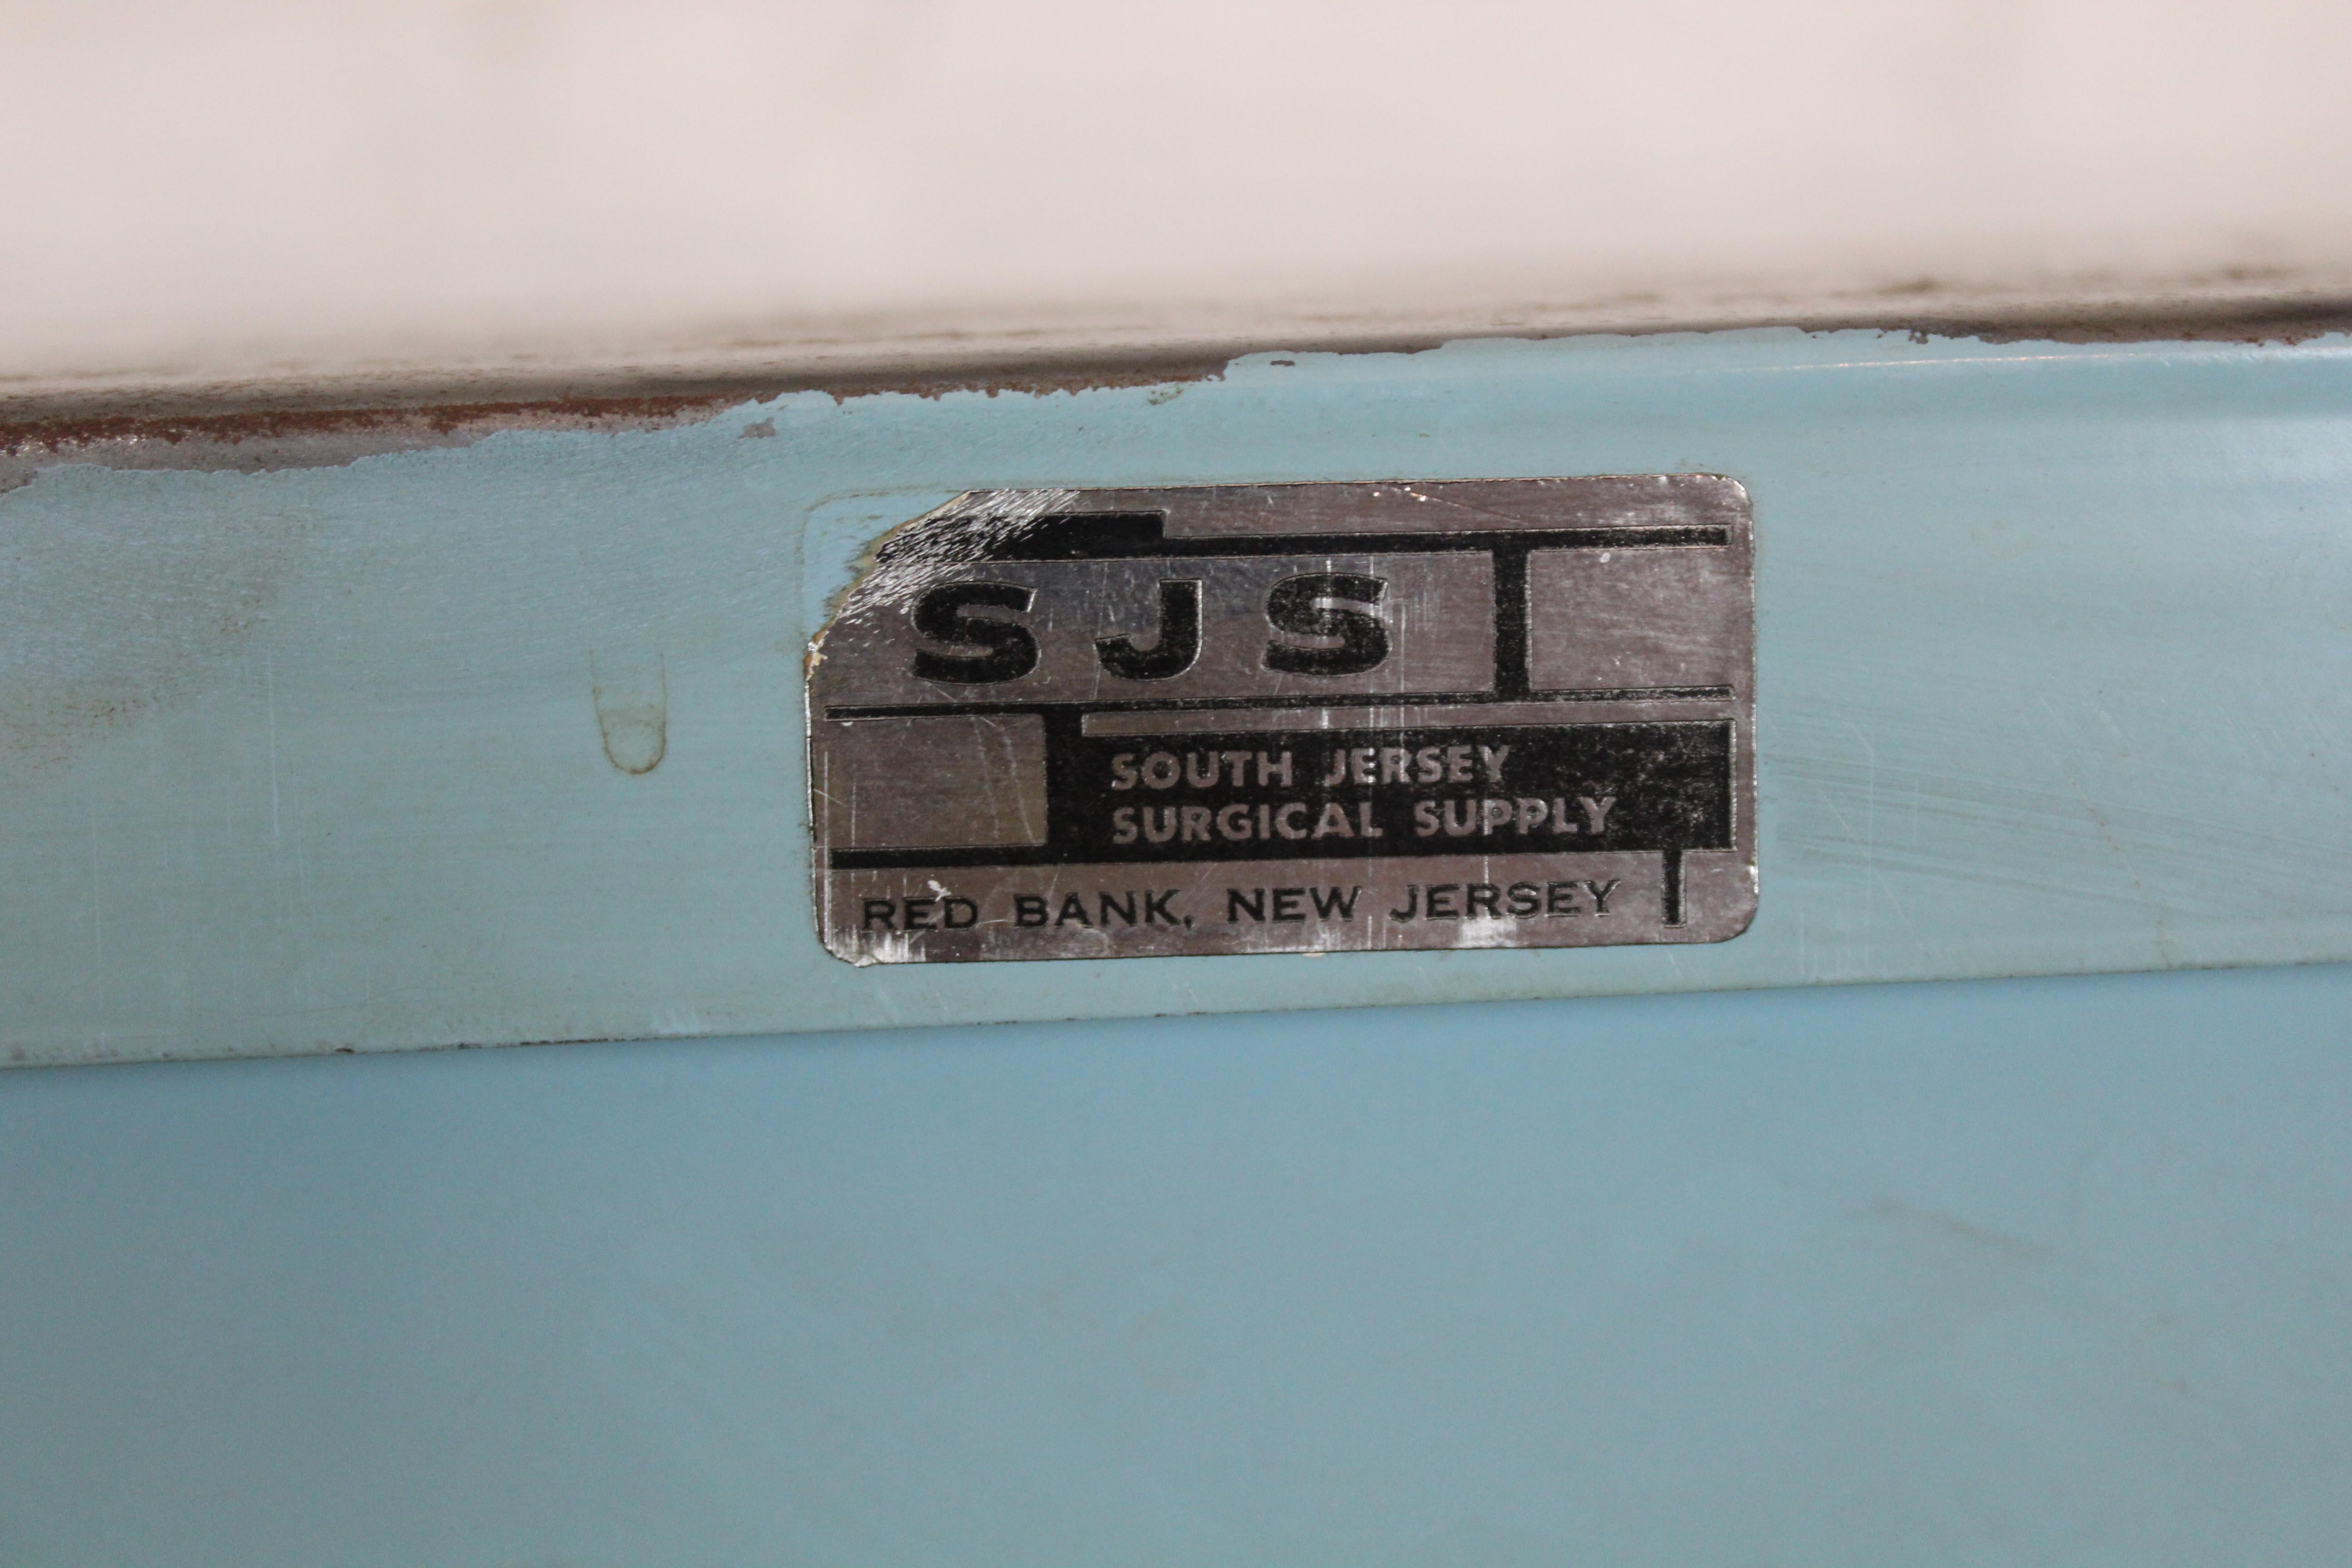 SJS
SOUTH JERSEY
SURGICAL SUPPLY
RED BANK, NEW JERSEY